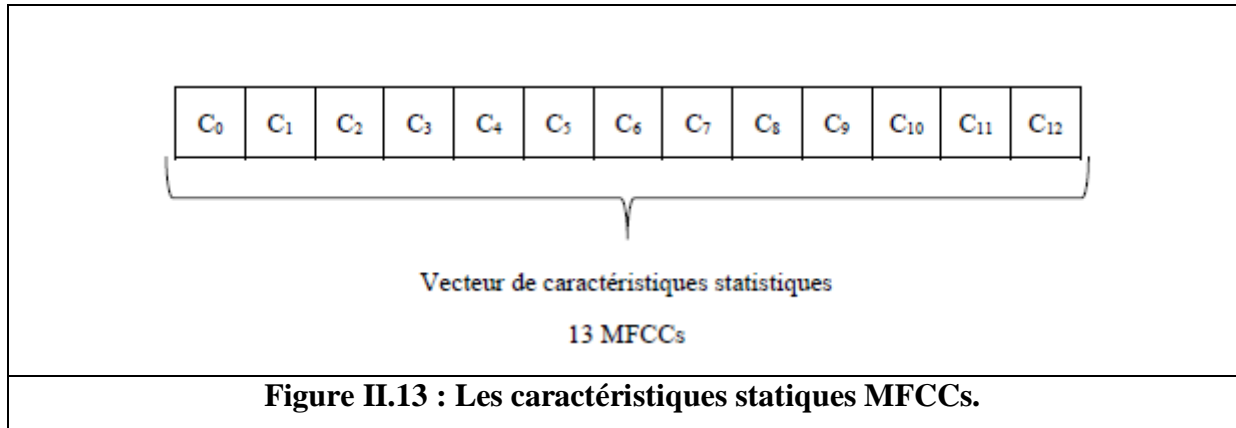 C₀ C₁ C₂ C₃ C₄ C₅ C₆ C₇ C₈ C₉ C₁₀ C₁₁ C₁₂
Vecteur de caractéristiques statistiques
13 MFCCs
Figure II.13 : Les caractéristiques statiques MFCCs.